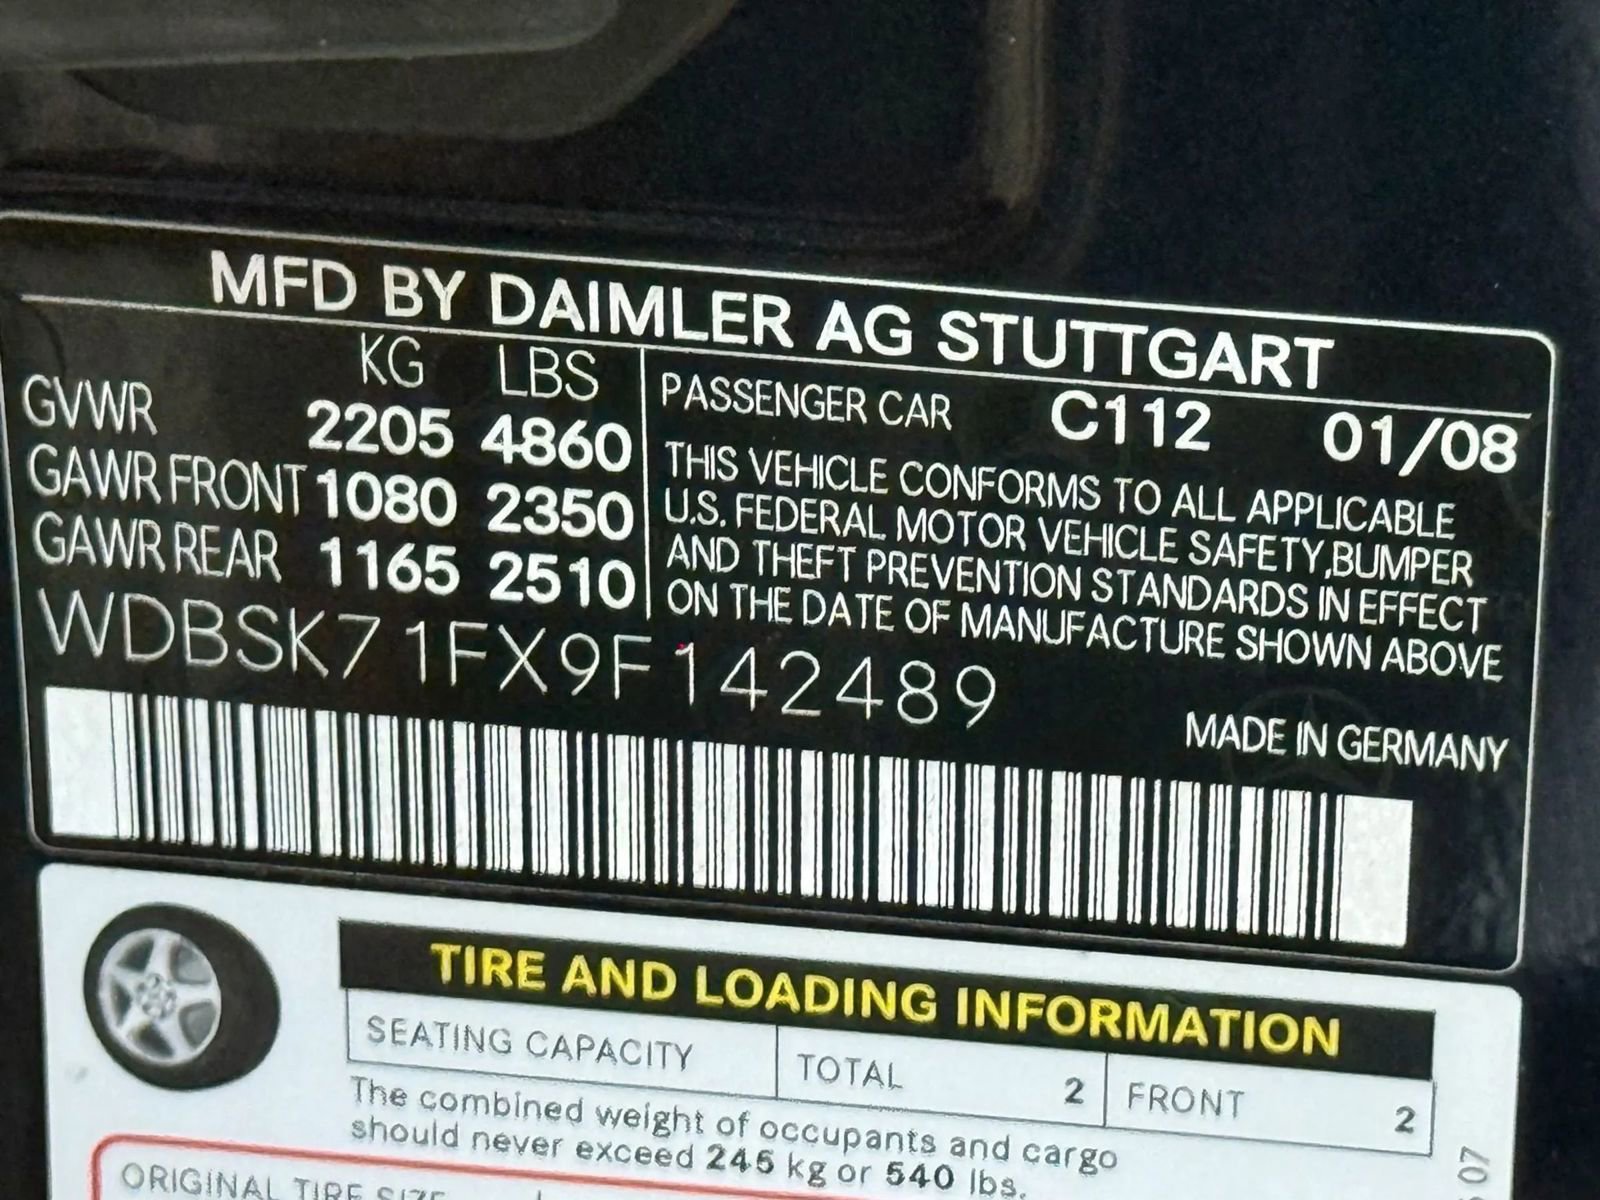 MFD BY DAIMLER AG STUTTGART
KG LBS
GVWR 2205 4860
GAWR FRONT 1080 2350
GAWR REAR 1165 2510
PASSENGER CAR C112 01/08
THIS VEHICLE CONFORMS TO ALL APPLICABLE
U.S. FEDERAL MOTOR VEHICLE SAFETY,BUMPER
AND THEFT PREVENTION STANDARDS IN EFFECT
ON THE DATE OF MANUFACTURE SHOWN ABOVE
WDBSK71FX9F142489
MADE IN GERMANY
TIRE AND LOADING INFORMATION
SEATING CAPACITY TOTAL 2 FRONT 2
The combined weight of occupants and cargo
should never exceed 245 kg or 540 lbs.
ORIGINAL TIRE SIZE
07